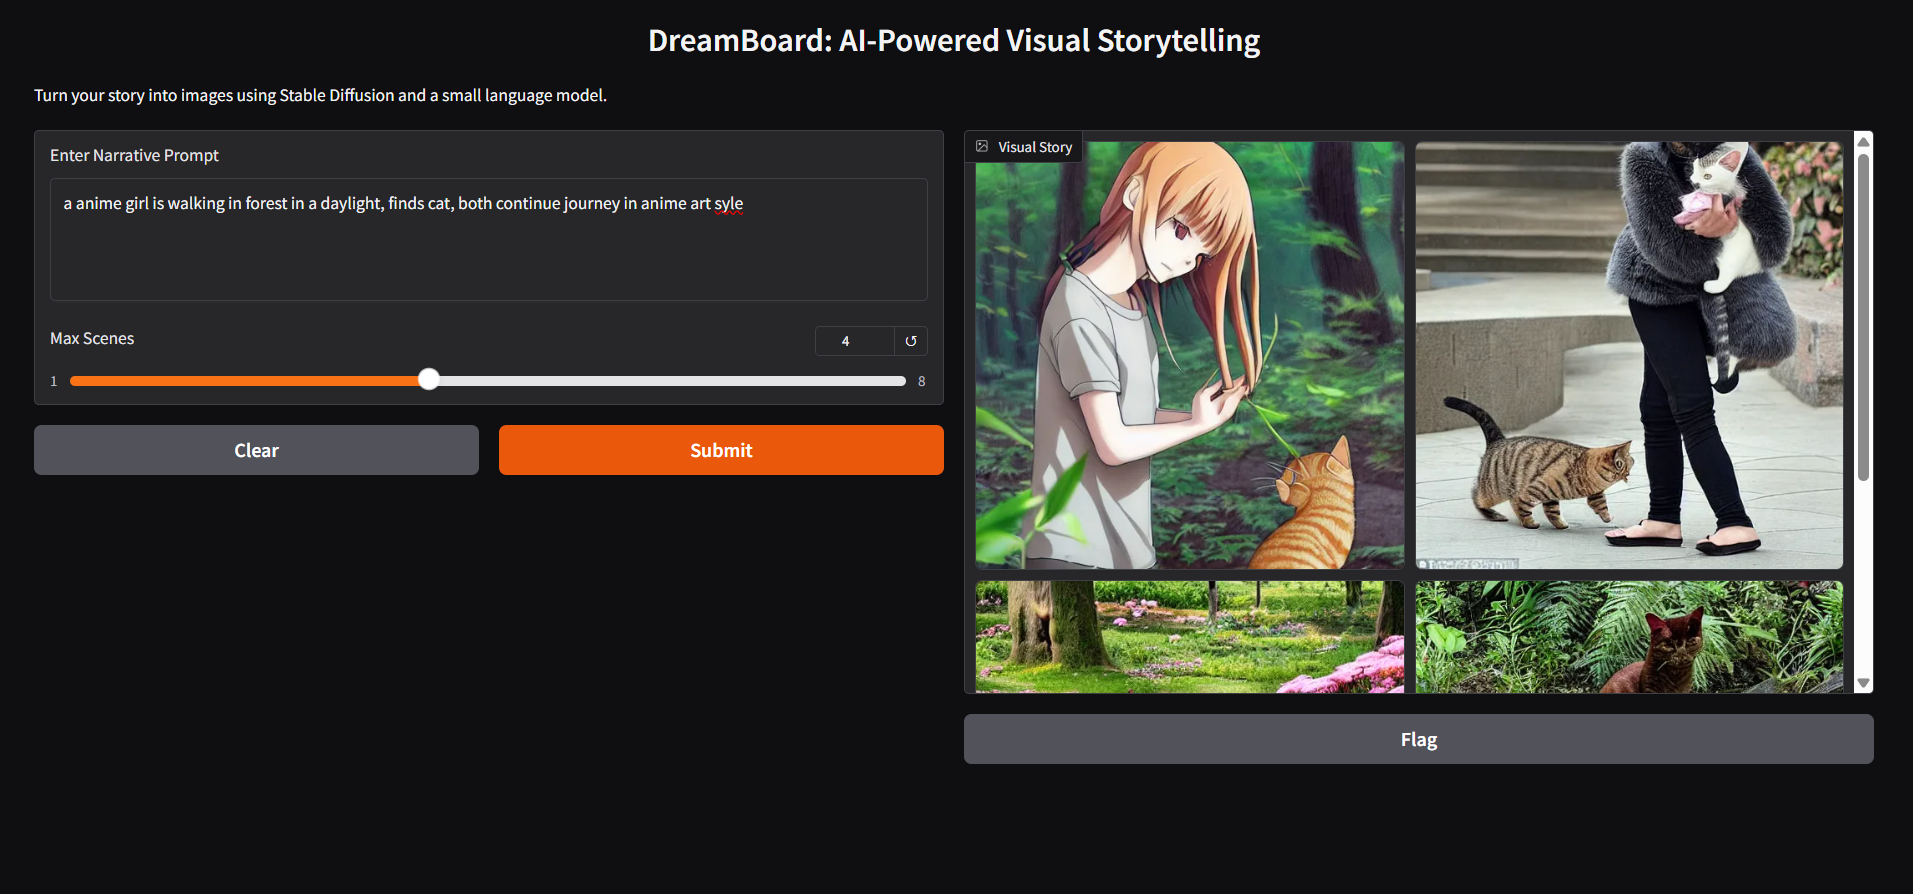 DreamBoard: AI-Powered Visual Storytelling
Turn your story into images using Stable Diffusion and a small language model.
Enter Narrative Prompt
a anime girl is walking in forest in a daylight, finds cat, both continue journey in anime art syle
Max Scenes
4
1
8
Clear
Submit
Visual Story
Flag